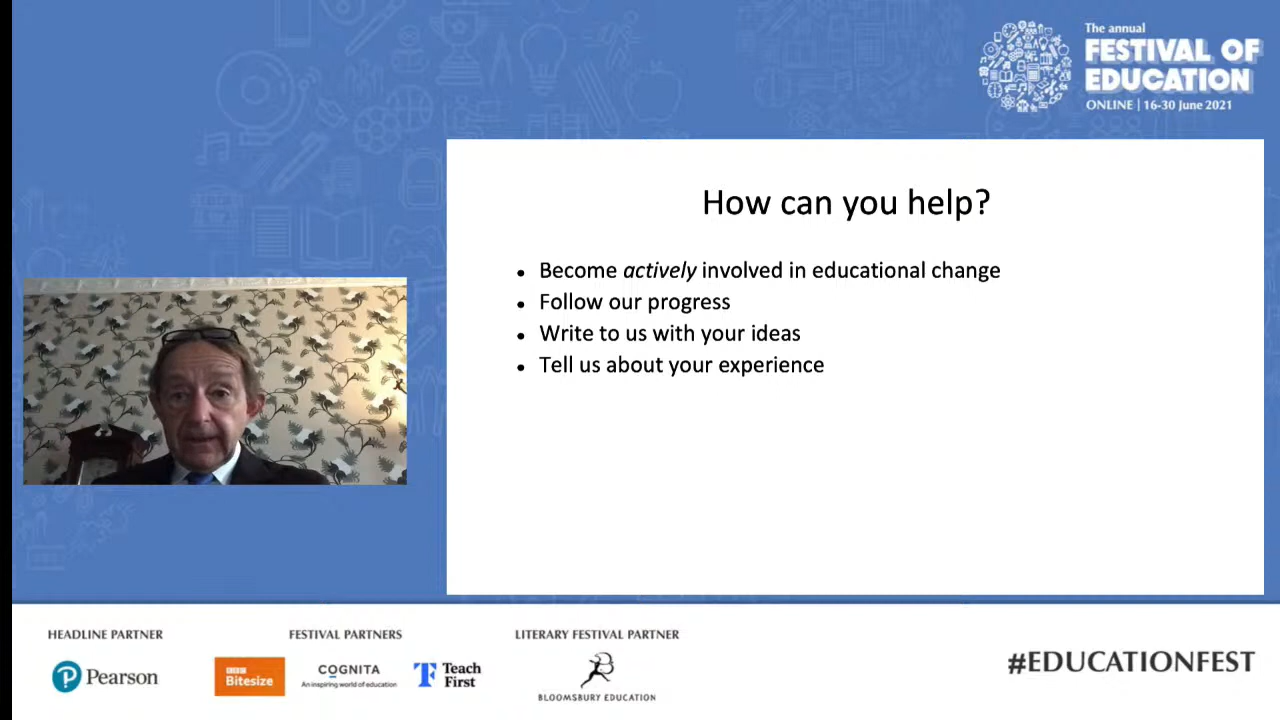 The annual
FESTIVAL OF
EDUCATION
ONLINE | 16-30 June 2021
How can you help?
• Become actively involved in educational change
• Follow our progress
• Write to us with your ideas
• Tell us about your experience
HEADLINE PARTNER
FESTIVAL PARTNERS
LITERARY FESTIVAL PARTNER
Pearson
BBC
Bitesize
COGNITA
An inspiring world of education
Teach
First
BLOOMSBURY EDUCATION
#EDUCATIONFEST